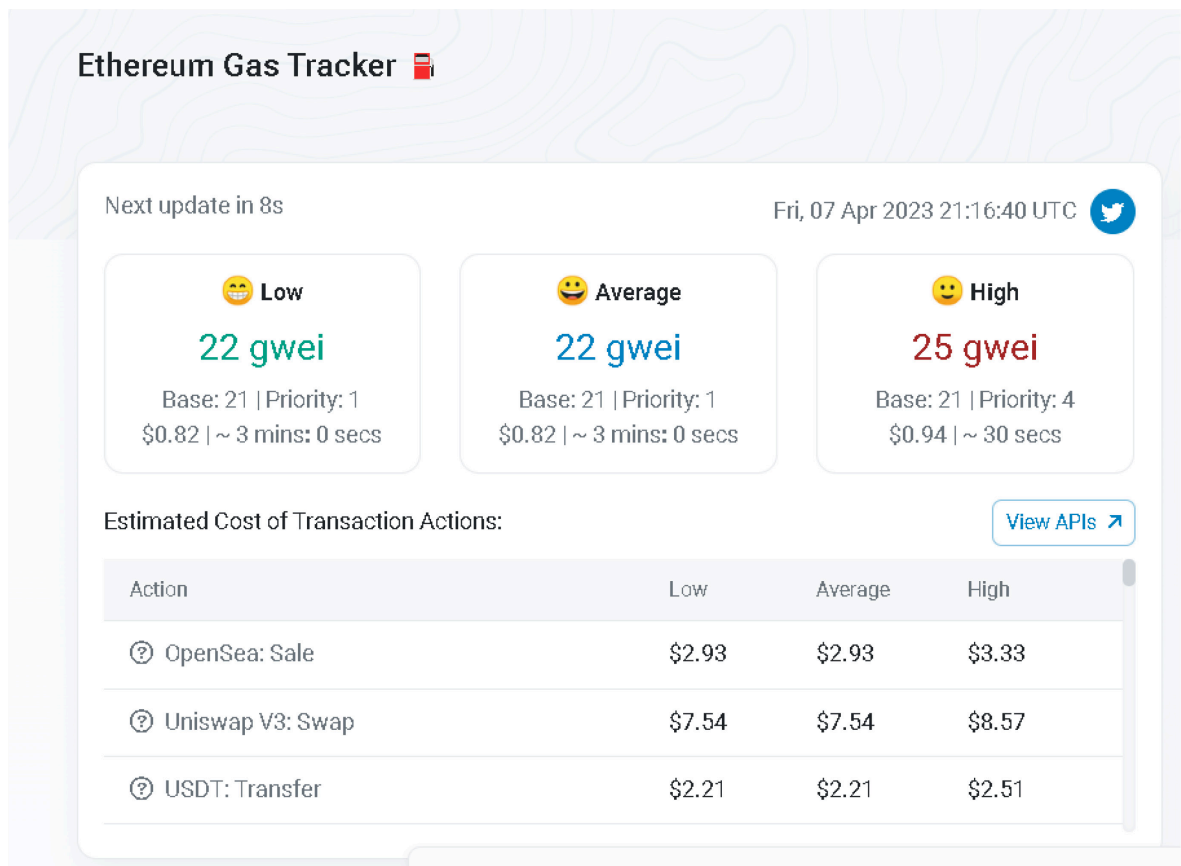 Ethereum Gas Tracker
Next update in 8s
Fri, 07 Apr 2023 21:16:40 UTC
😁 Low
22 gwei
Base: 21 | Priority: 1
$0.82 | ~ 3 mins: 0 secs
😀 Average
22 gwei
Base: 21 | Priority: 1
$0.82 | ~ 3 mins: 0 secs
🙂 High
25 gwei
Base: 21 | Priority: 4
$0.94 | ~ 30 secs
Estimated Cost of Transaction Actions:
View APIs
Action Low Average High
OpenSea: Sale $2.93 $2.93 $3.33
Uniswap V3: Swap $7.54 $7.54 $8.57
USDT: Transfer $2.21 $2.21 $2.51